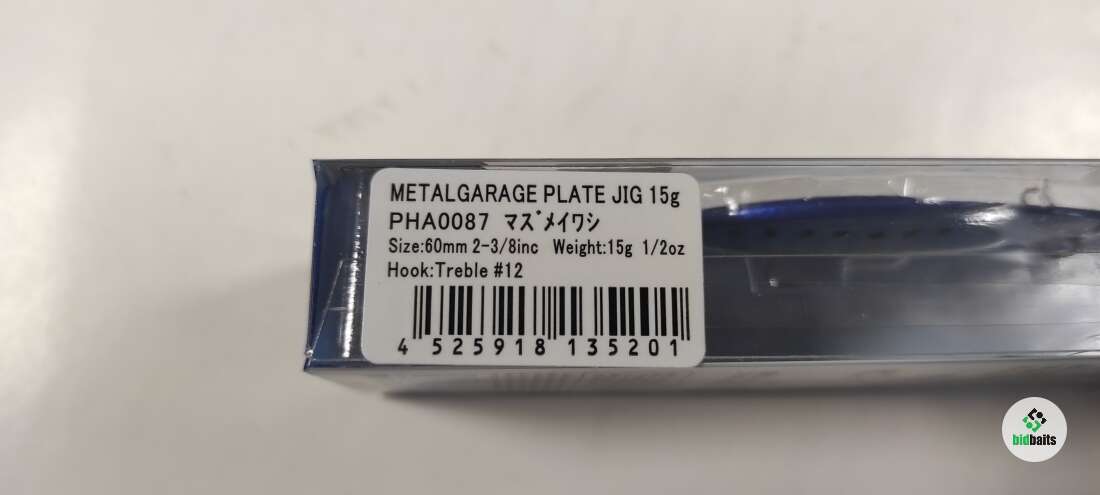 METALGARAGE PLATE JIG 15g
PHA0087 ﾏｽﾞﾒｲﾜｼ
Size:60mm 2-3/8inc Weight:15g 1/2oz
Hook:Treble #12
4 525918 135201
bidbaits